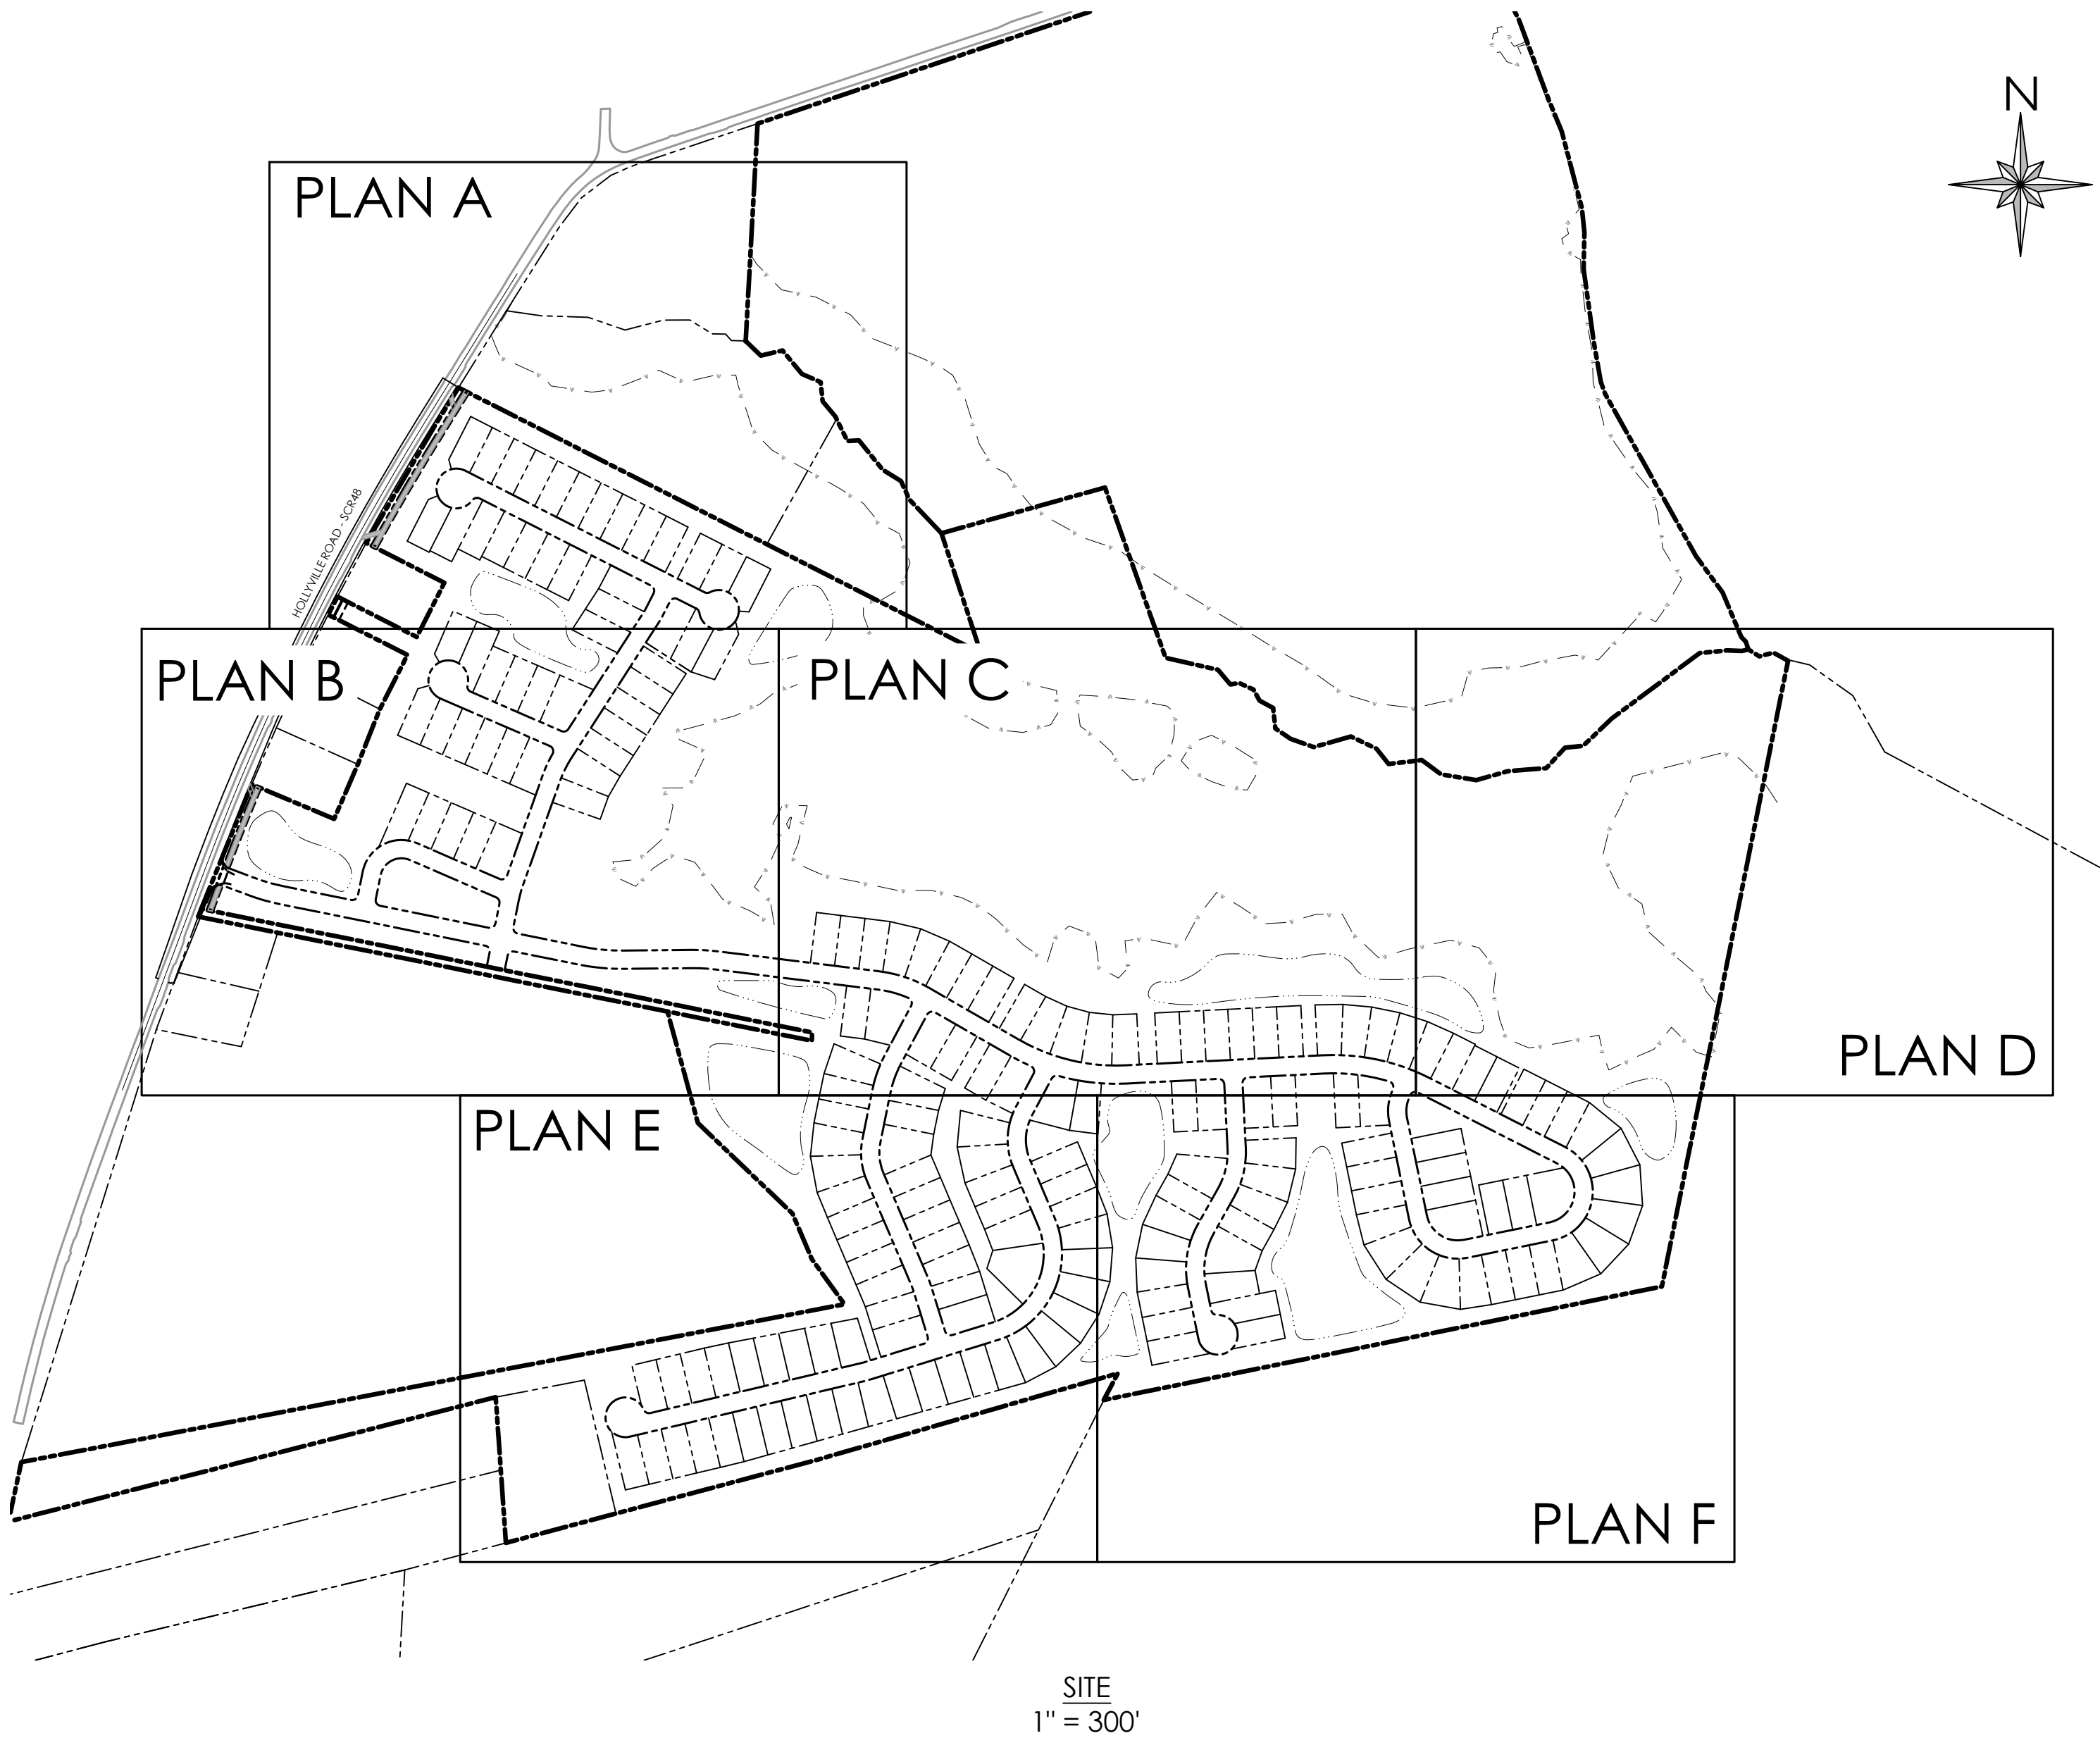 N
PLAN A
HOLLYVILLE ROAD - SCR48
PLAN B
PLAN C
PLAN D
PLAN E
PLAN F
SITE
1" = 300'